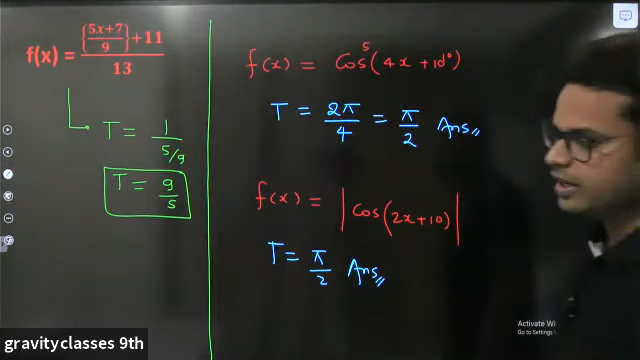 f(x) = {5x+7/9}+11/13
T = 1/5/9
T = 9/5
f(x) = Cos⁵(4x+10°)
T = 2π/4 = π/2 Ans,,
f(x) = |Cos(2x+10)|
T = π/2 Ans,,
Activate Wi
Go to Settings
gravityclasses 9th